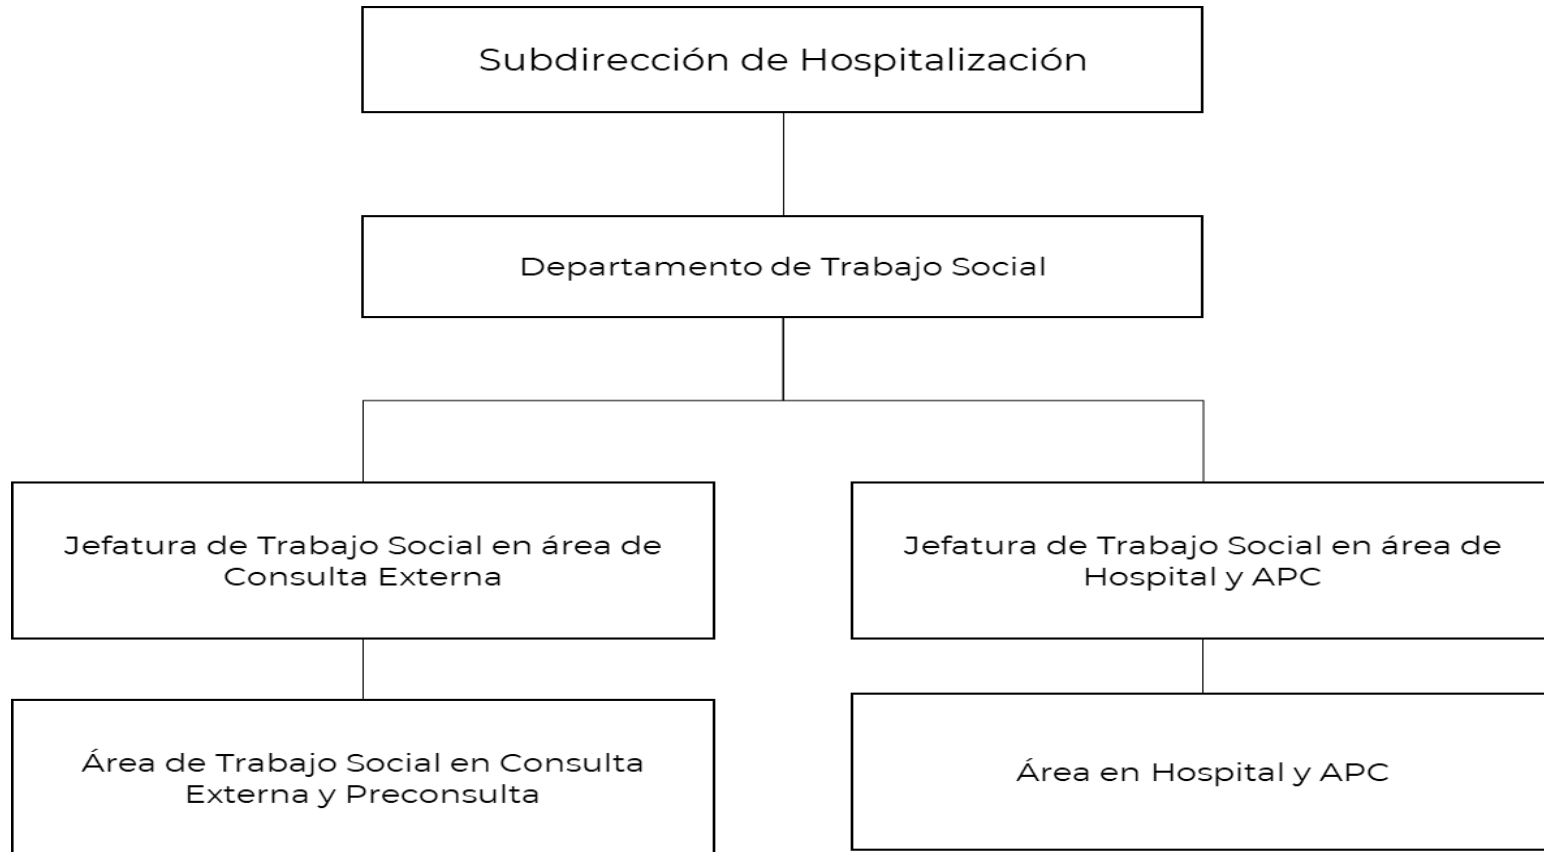 Subdirección de Hospitalización
Departamento de Trabajo Social
Jefatura de Trabajo Social en área de
Consulta Externa
Jefatura de Trabajo Social en área de
Hospital y APC
Área de Trabajo Social en Consulta
Externa y Preconsulta
Área en Hospital y APC